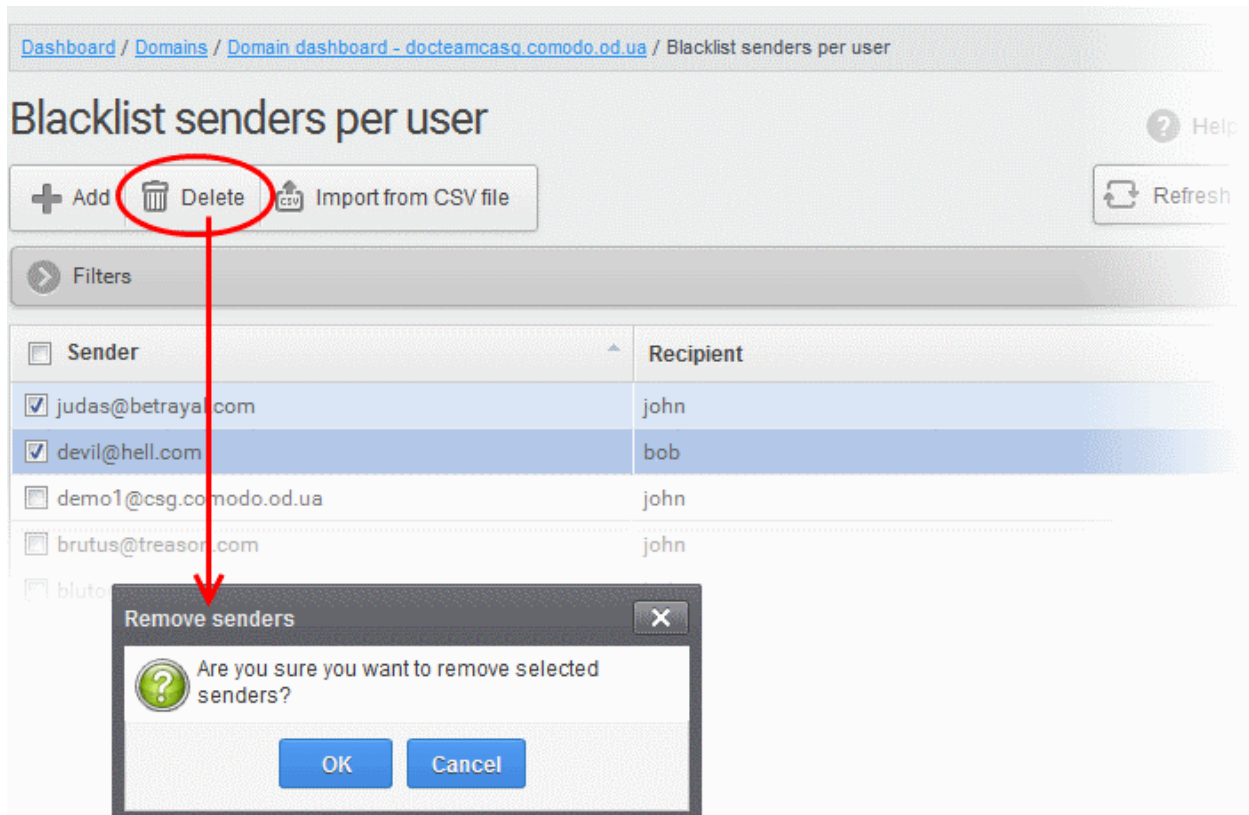 Dashboard / Domains / Domain dashboard - docteamcasg.comodo.od.ua / Blacklist senders per user
Blacklist senders per user
Help
Add Delete Import from CSV file Refresh
Filters
Sender Recipient
judas@betrayal.com john
devil@hell.com bob
demo1@csg.comodo.od.ua john
brutus@treason.com john
Remove senders
Are you sure you want to remove selected
senders?
OK Cancel